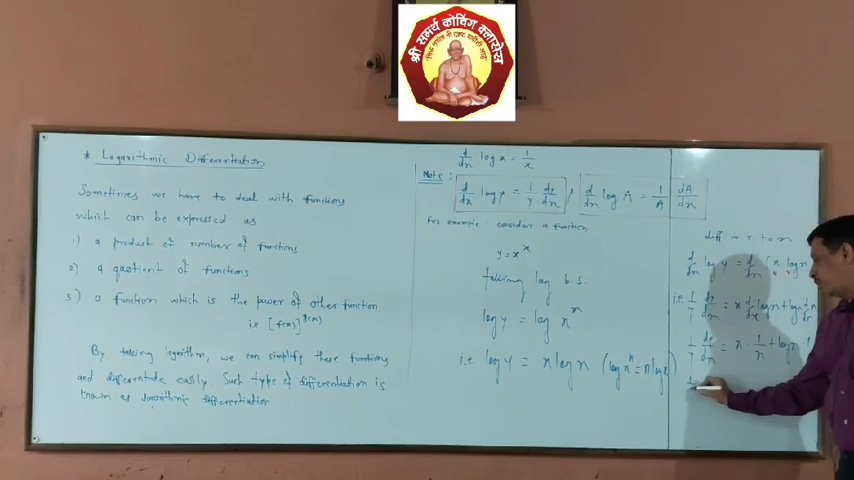 श्री समर्थ कोचिंग क्लासेस
* Logarithmic Differentiation
Sometimes we have to deal with functions
which can be expressed as
1) a product of number of functions
2) a quotient of functions
3) a function which is the power of other function
i.e [f(x)]^g(x)
By taking logarithm, we can simplify these functions
and differentiate easily. Such type of differentiation is
known as logarithmic differentiation
d/dx log x = 1/x
Note :
d/dx log y = 1/y dy/dx , d/dx log A = 1/A dA/dx
For example : consider a function
y = x^x
taking log b.s.
log y = log x^x
i.e. log y = x log x (log x^n = n log x)
diff w r to x
d/dx log y = d/dx (x log x
i.e. 1/y dy/dx = x d/dx log x + log x d/dx
1/y dy/dx = x . 1/x + log x . 1
1